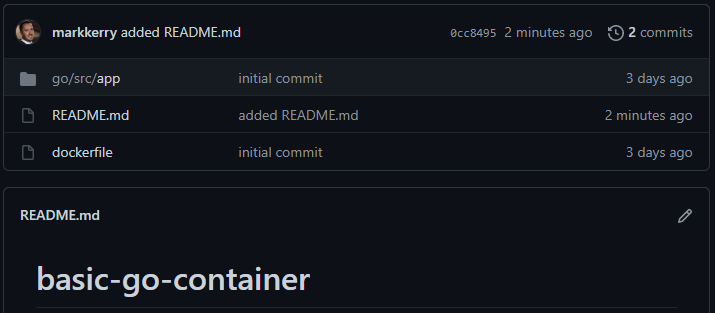 markkerry added README.md 0cc8495 2 minutes ago 2 commits
go/src/app initial commit 3 days ago
README.md added README.md 2 minutes ago
dockerfile initial commit 3 days ago
README.md
basic-go-container